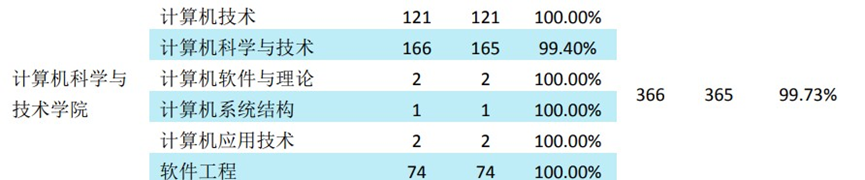 计算机技术 121 121 100.00%
计算机科学与技术 166 165 99.40%
计算机科学与
技术学院
计算机软件与理论 2 2 100.00%
计算机系统结构 1 1 100.00%
366 365 99.73%
计算机应用技术 2 2 100.00%
软件工程 74 74 100.00%